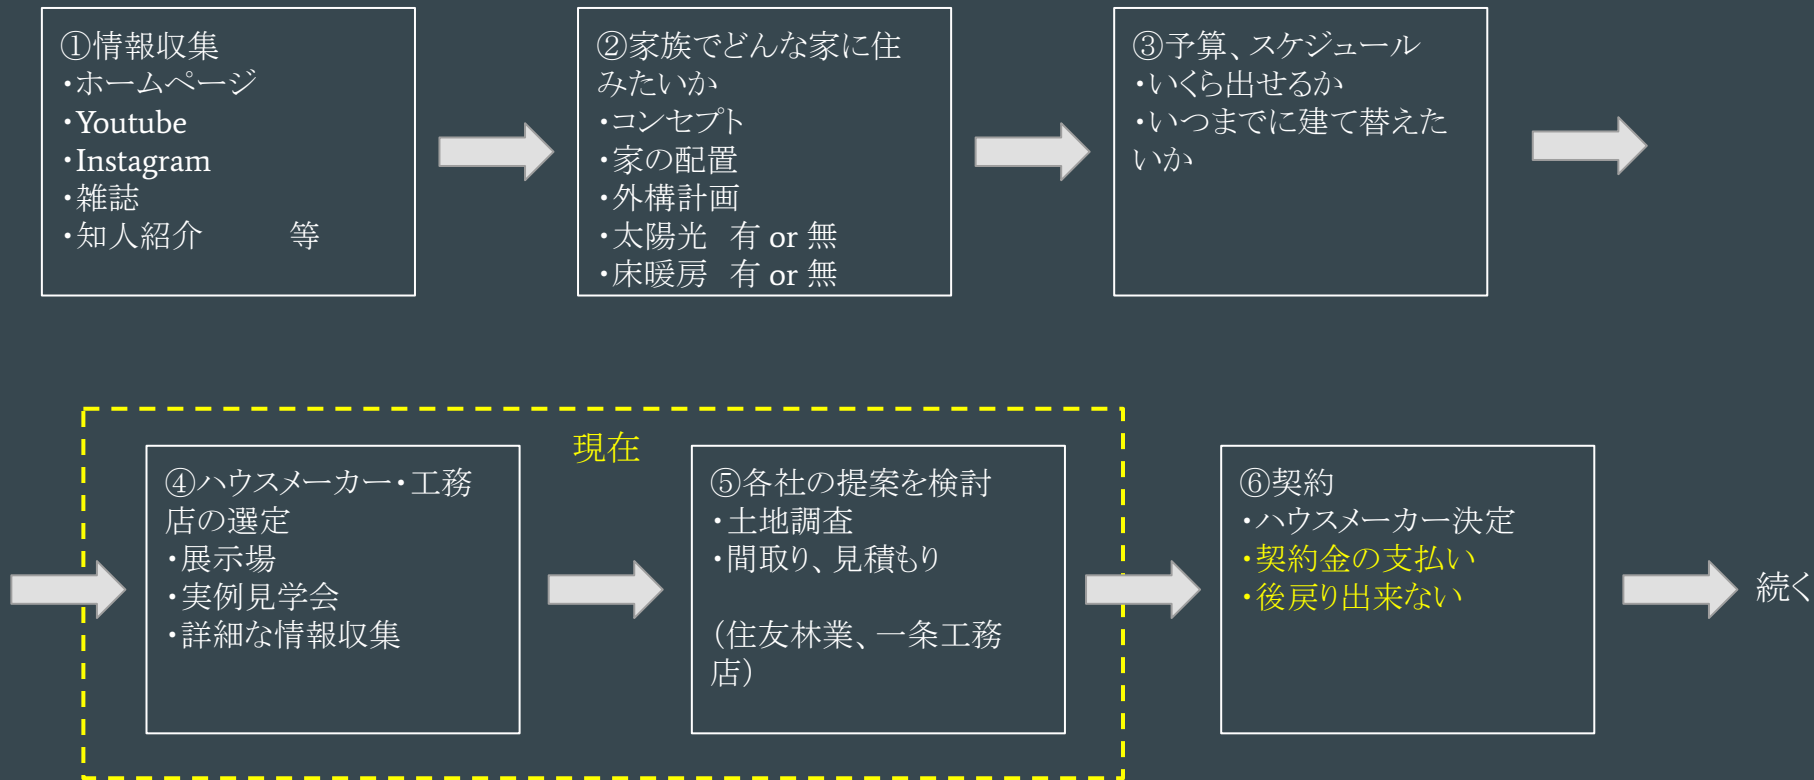 ①情報収集
・ホームページ
・Youtube
・Instagram
・雑誌
・知人紹介　　　等
②家族でどんな家に住
みたいか
・コンセプト
・家の配置
・外構計画
・太陽光　有 or 無
・床暖房　有 or 無
③予算、スケジュール
・いくら出せるか
・いつまでに建て替えた
いか
現在
④ハウスメーカー・工務
店の選定
・展示場
・実例見学会
・詳細な情報収集
⑤各社の提案を検討
・土地調査
・間取り、見積もり
（住友林業、一条工務
店）
⑥契約
・ハウスメーカー決定
・契約金の支払い
・後戻り出来ない
続く